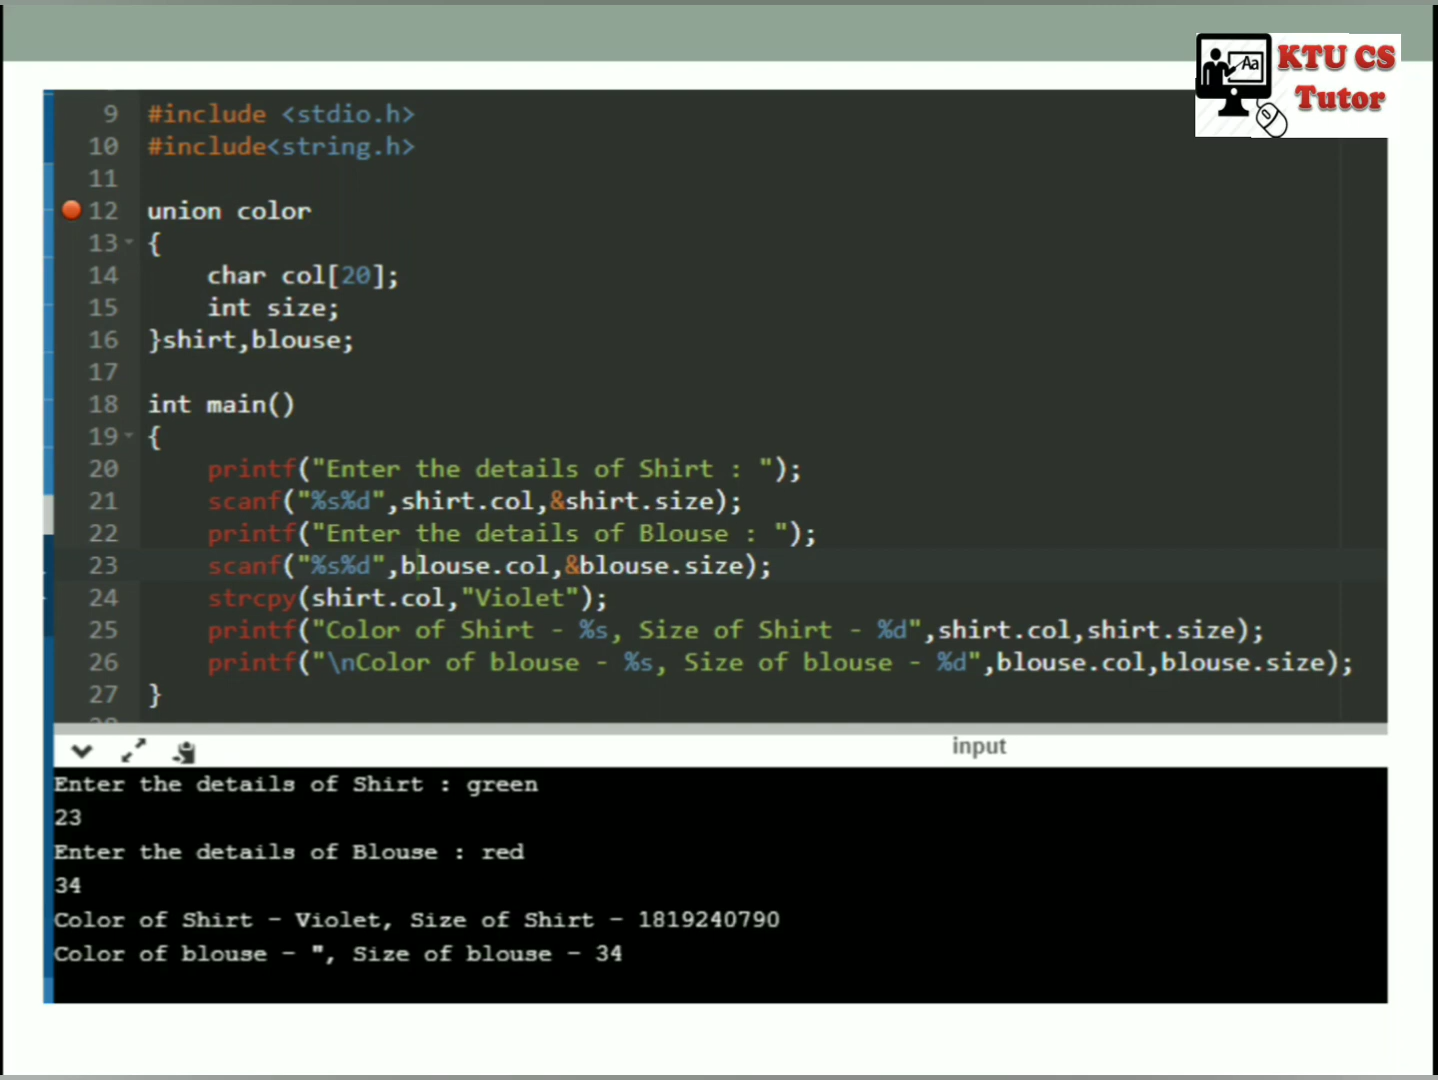 KTU CS
Tutor
Aa
9 #include <stdio.h>
10 #include<string.h>
11
12 union color
13 {
14 char col[20];
15 int size;
16 }shirt,blouse;
17
18 int main()
19 {
20 printf("Enter the details of Shirt : ");
21 scanf("%s%d",shirt.col,&shirt.size);
22 printf("Enter the details of Blouse : ");
23 scanf("%s%d",blouse.col,&blouse.size);
24 strcpy(shirt.col,"Violet");
25 printf("Color of Shirt - %s, Size of Shirt - %d",shirt.col,shirt.size);
26 printf("\nColor of blouse - %s, Size of blouse - %d",blouse.col,blouse.size);
27 }
input
Enter the details of Shirt : green
23
Enter the details of Blouse : red
34
Color of Shirt - Violet, Size of Shirt - 1819240790
Color of blouse - ", Size of blouse - 34